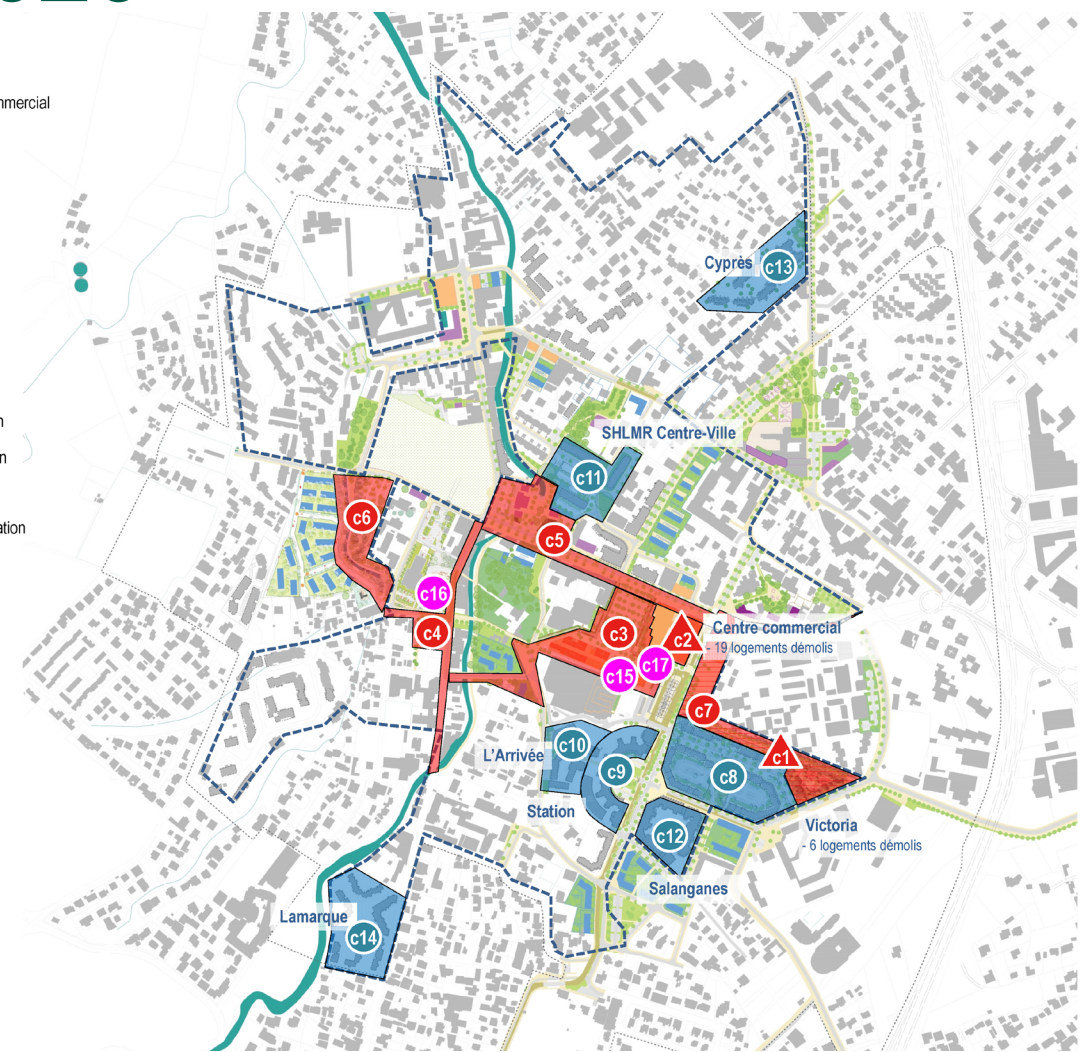 mmercial
n
n
ation
Cyprès
c13
SHLMR Centre-Ville
c11
c6
c5
c16
c4
c3
c2
Centre commercial
- 19 logements démolis
c17
c15
c7
L'Arrivée
c10
c1
c9
c8
Station
c12
Victoria
- 6 logements démolis
Salanganes
Lamarque
c14